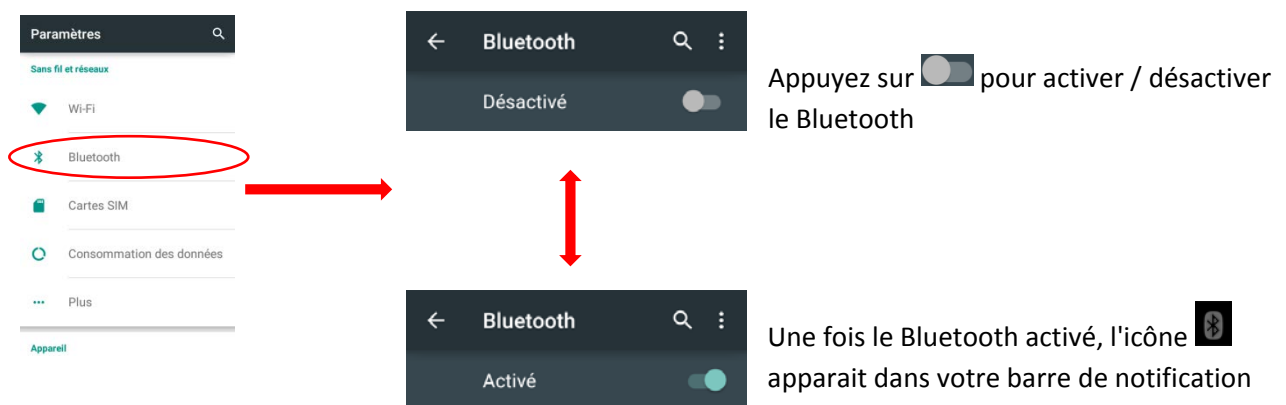 Paramètres
Sans fil et réseaux
Wi-Fi
Bluetooth
Cartes SIM
Consommation des données
Plus
Appareil
Bluetooth
Désactivé
Appuyez sur pour activer / désactiver
le Bluetooth
Bluetooth
Activé
Une fois le Bluetooth activé, l'icône
apparait dans votre barre de notification